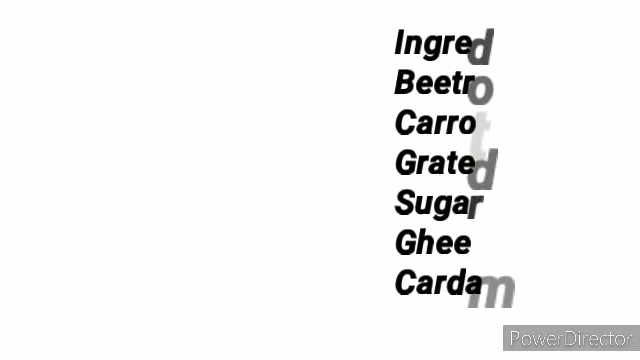 Ingred
Beetro
Carrot
Grated
Sugar
Ghee
Cardam
PowerDirector